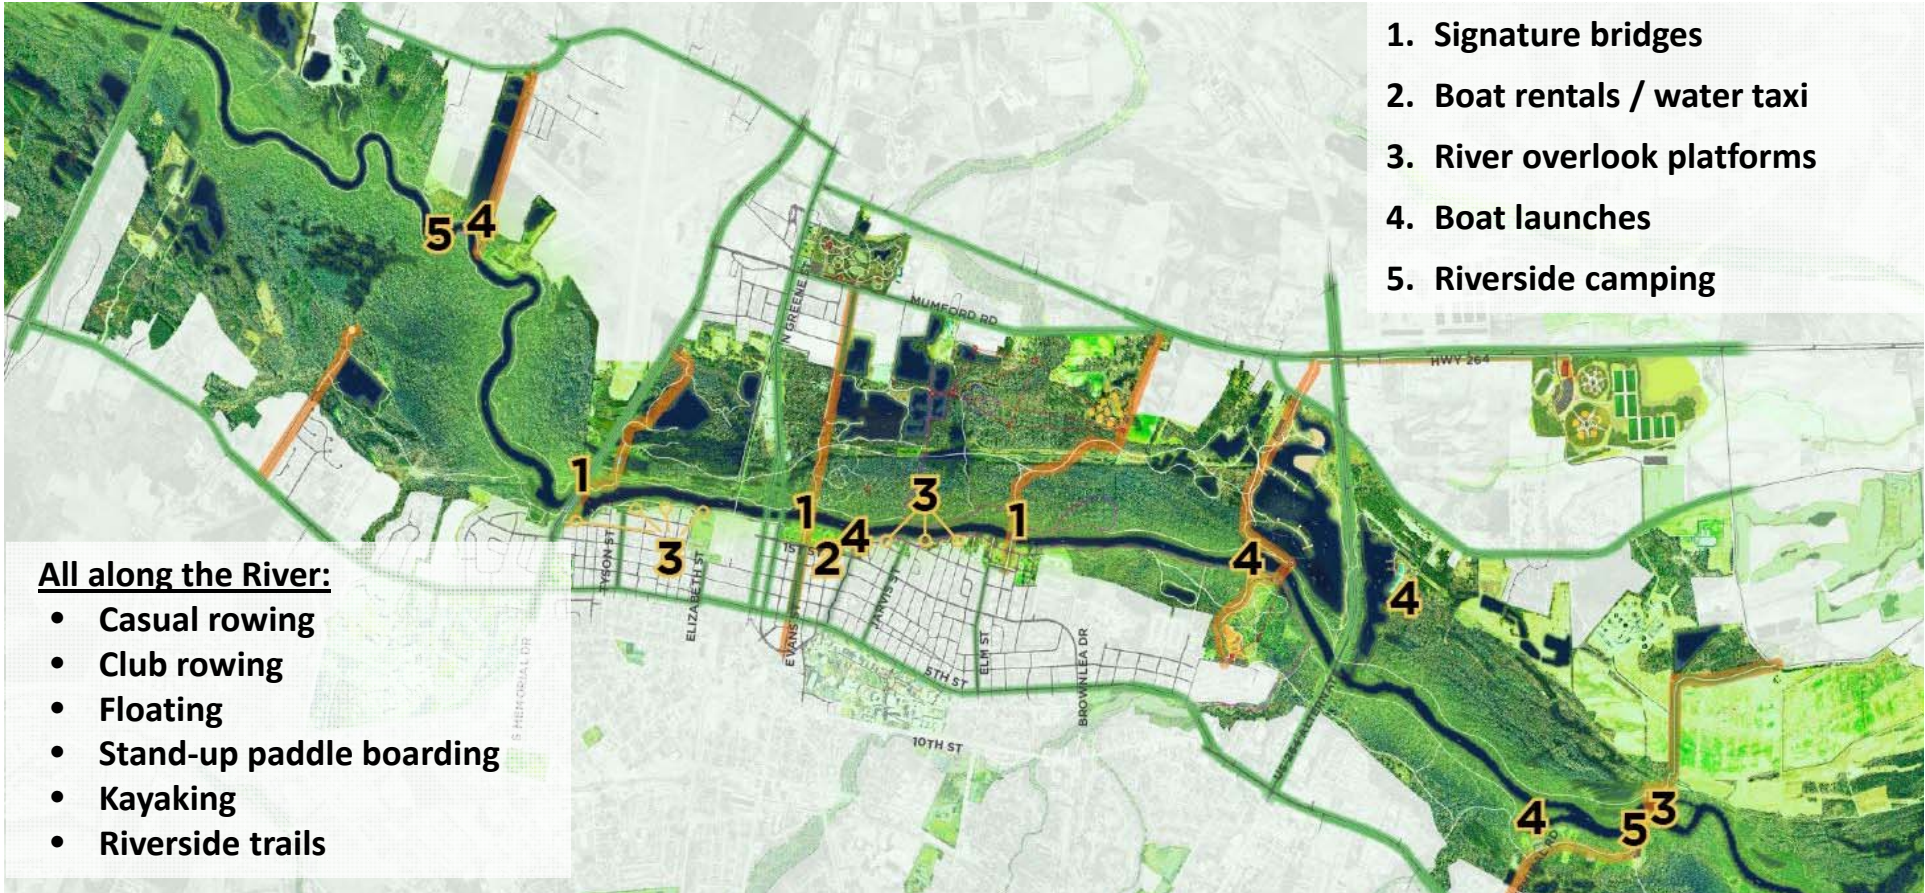 1. Signature bridges
2. Boat rentals / water taxi
3. River overlook platforms
4. Boat launches
5. Riverside camping
5 4
N GREENE ST
MUMFORD RD
HWY 264
1
1
3
1
4
2
3
4
4
1ST ST
TYSON ST
ELIZABETH ST
EVANS ST
JARVIS ST
ELM ST
5TH ST
BROWNLEA DR
S MEMORIAL DR
10TH ST
4
5
3
All along the River:
• Casual rowing
• Club rowing
• Floating
• Stand-up paddle boarding
• Kayaking
• Riverside trails